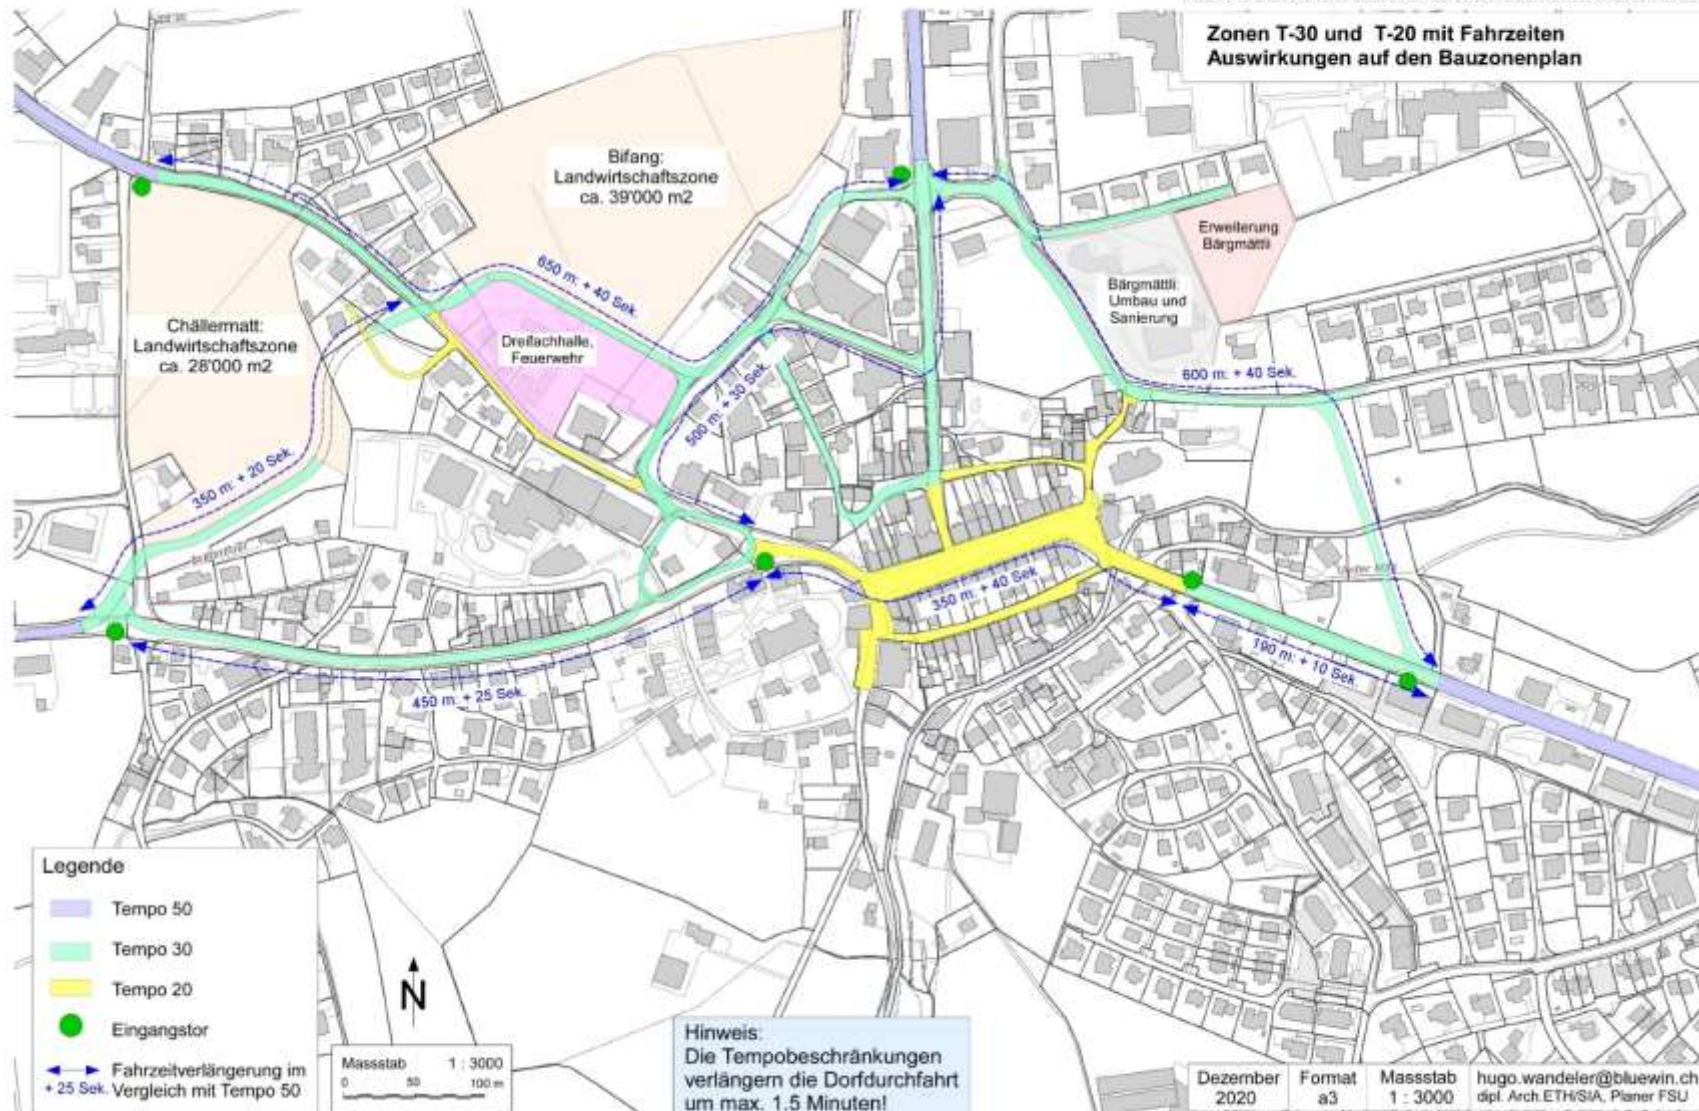 Zonen T-30 und T-20 mit Fahrzeiten
Auswirkungen auf den Bauzonenplan
Bifang:
Landwirtschaftszone
ca. 39'000 m2
Erweiterung
Bärgmättli
650 m: + 40 Sek.
Bärgmättli:
Umbau und
Sanierung
Chällermatt:
Landwirtschaftszone
ca. 28'000 m2
Dreifachhalle,
Feuerwehr
600 m: + 40 Sek.
500 m: + 30 Sek.
350 m: + 20 Sek.
350 m: + 40 Sek
190 m: + 10 Sek
450 m: + 25 Sek.
Legende
Tempo 50
Tempo 30
Tempo 20
Eingangstor
Fahrzeitverlängerung im
+ 25 Sek. Vergleich mit Tempo 50
N
Massstab 1 : 3000
0 50 100 m
Hinweis:
Die Tempobeschränkungen
verlängern die Dorfdurchfahrt
um max. 1,5 Minuten!
Dezember
2020
Format
a3
Massstab
1 : 3000
hugo.wandeler@bluewin.ch
dipl. Arch.ETH/SIA, Planer FSU